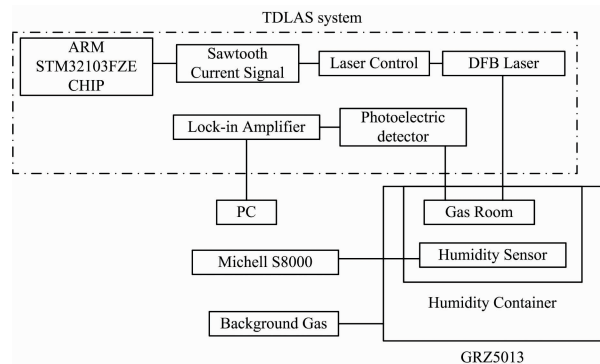 TDLAS system
ARM
STM32103FZE
CHIP
Sawtooth
Current Signal
Laser Control
DFB Laser
Lock-in Amplifier
Photoelectric
detector
PC
Gas Room
Michell S8000
Humidity Sensor
Humidity Container
Background Gas
GRZ5013